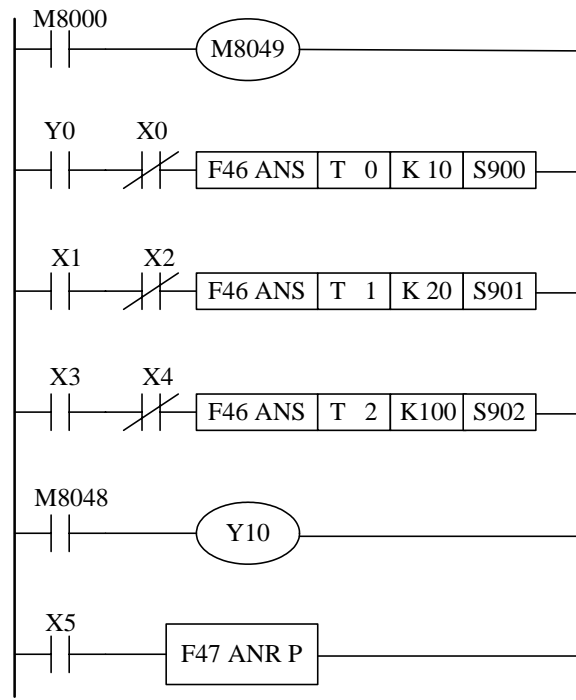 M8000
M8049
Y0 X0
F46 ANS T 0 K 10 S900
X1 X2
F46 ANS T 1 K 20 S901
X3 X4
F46 ANS T 2 K100 S902
M8048
Y10
X5
F47 ANR P